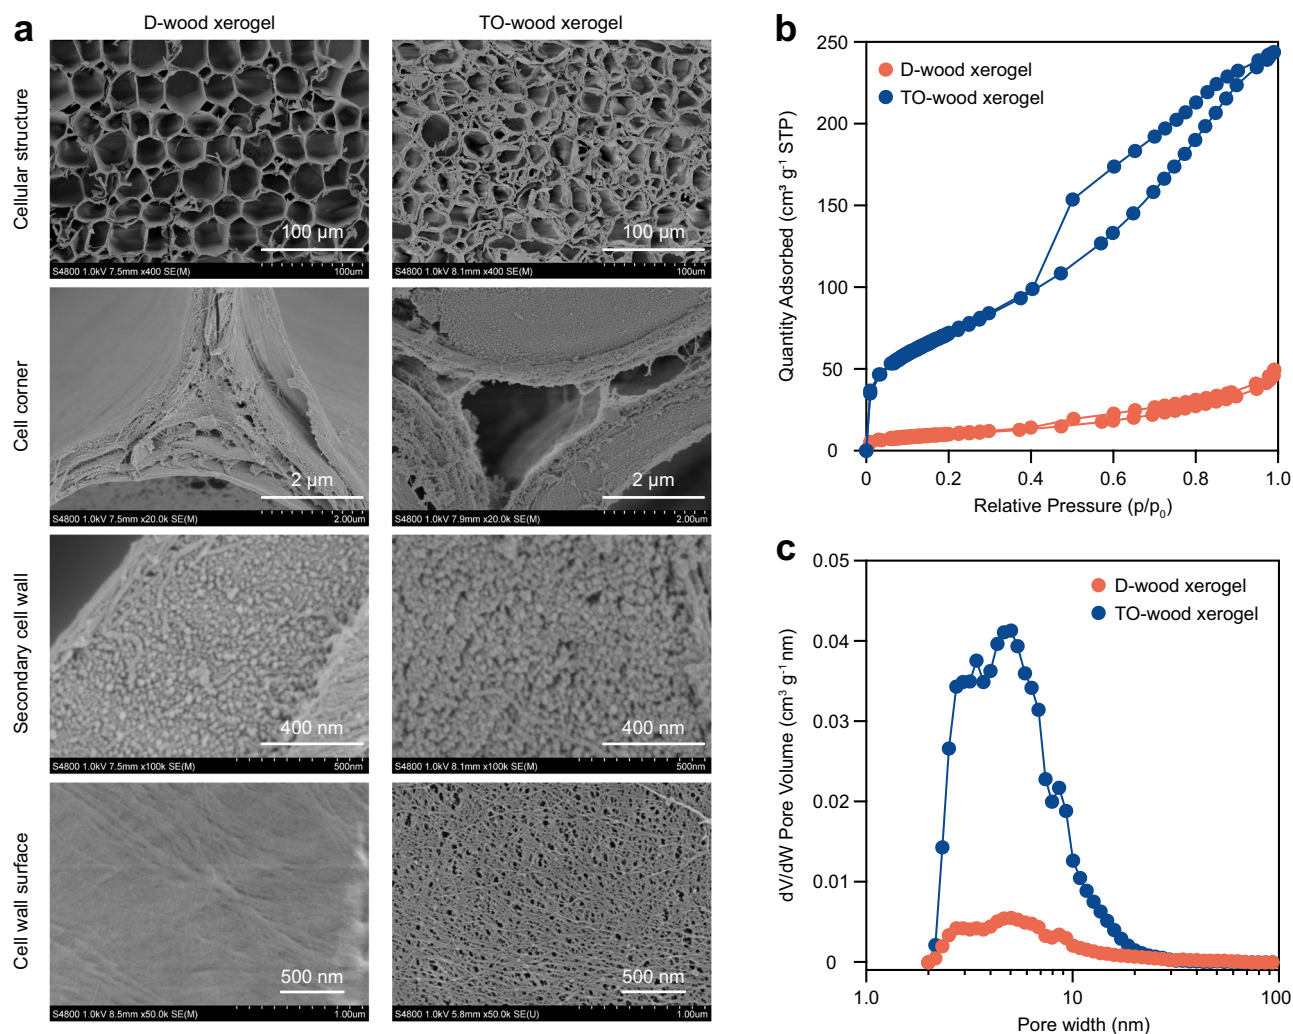 a
D-wood xerogel
TO-wood xerogel
Cellular structure
100 µm
S4800 1.0kV 7.5mm x400 SE(M)
100um
100 µm
S4800 1.0kV 8.1mm x400 SE(M)
100um
Cell corner
2 µm
S4800 1.0kV 7.5mm x20.0k SE(M)
2.00um
2 µm
S4800 1.0kV 7.9mm x20.0k SE(M)
2.00um
Secondary cell wall
400 nm
S4800 1.0kV 7.5mm x100k SE(M)
500nm
400 nm
S4800 1.0kV 8.1mm x100k SE(M)
500nm
Cell wall surface
500 nm
S4800 1.0kV 8.5mm x50.0k SE(M)
1.00um
500 nm
S4800 1.0kV 5.8mm x50.0k SE(U)
1.00um
b
Quantity Adsorbed (cm³ g⁻¹ STP)
250
200
150
100
50
0
D-wood xerogel
TO-wood xerogel
0 0.2 0.4 0.6 0.8 1.0
Relative Pressure (p/p₀)
c
dV/dW Pore Volume (cm³ g⁻¹ nm)
0.05
0.04
0.03
0.02
0.01
0
D-wood xerogel
TO-wood xerogel
1.0 10 100
Pore width (nm)